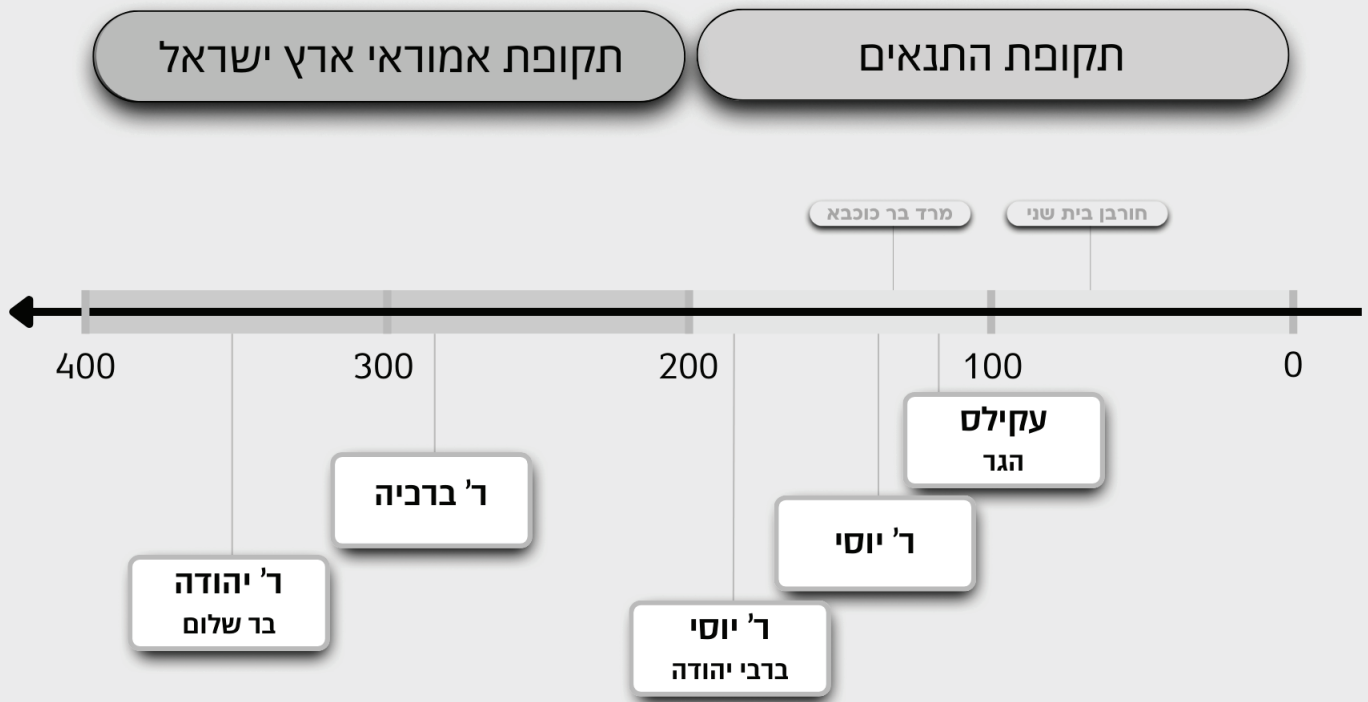 תקופת התנאים
תקופת אמוראי ארץ ישראל
חורבן בית שני
מרד בר כוכבא
0
100
200
300
400
עקילס
הגר
ר' יוסי
ר' יוסי
ברבי יהודה
ר' ברכיה
ר' יהודה
בר שלום